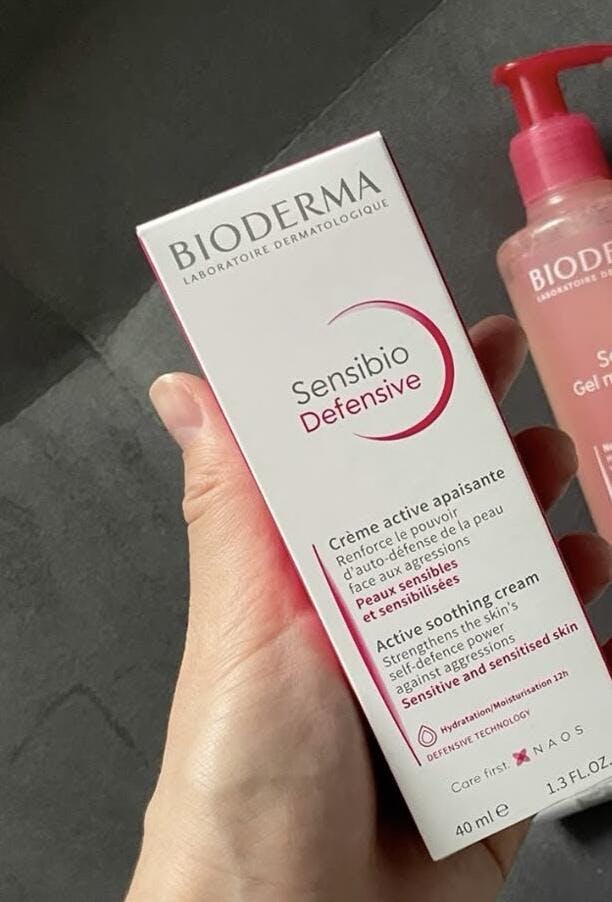 BIODERMA
LABORATOIRE DERMATOLOGIQUE
Sensibio
Defensive
Crème active apaisante
Renforce le pouvoir
d'auto-défense de la peau
face aux agressions
Peaux sensibles
et sensibilisées
Active soothing cream
Strengthens the skin's
self-defence power
against aggressions
Sensitive and sensitised skin
Hydratation/Moisturisation 12h
DEFENSIVE TECHNOLOGY
Care first. NAOS
40 ml ℮ 1.3 FL.OZ.
BIODE
LABORATOIRE DE
Gel